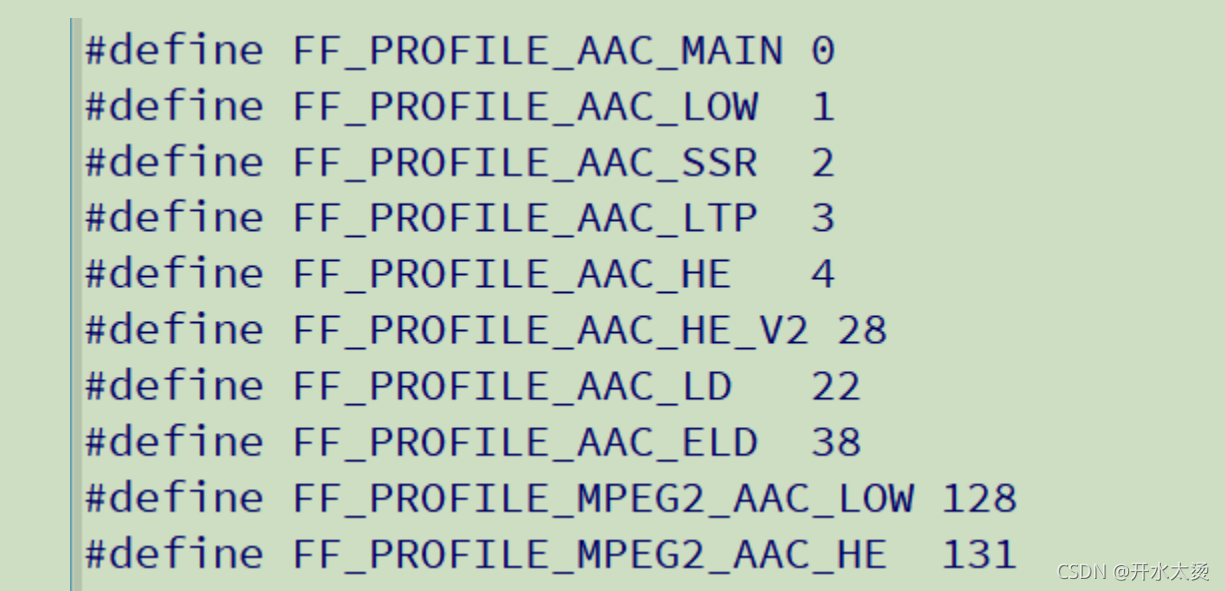 #define FF_PROFILE_AAC_MAIN 0
#define FF_PROFILE_AAC_LOW  1
#define FF_PROFILE_AAC_SSR  2
#define FF_PROFILE_AAC_LTP  3
#define FF_PROFILE_AAC_HE   4
#define FF_PROFILE_AAC_HE_V2 28
#define FF_PROFILE_AAC_LD   22
#define FF_PROFILE_AAC_ELD  38
#define FF_PROFILE_MPEG2_AAC_LOW 128
#define FF_PROFILE_MPEG2_AAC_HE  131
CSDN @开水太烫